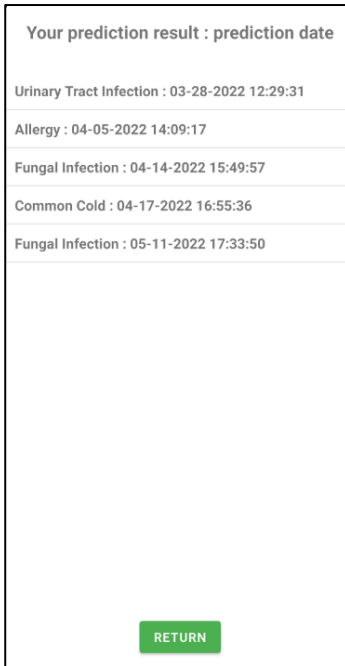 Your prediction result : prediction date
Urinary Tract Infection : 03-28-2022 12:29:31
Allergy : 04-05-2022 14:09:17
Fungal Infection : 04-14-2022 15:49:57
Common Cold : 04-17-2022 16:55:36
Fungal Infection : 05-11-2022 17:33:50
RETURN